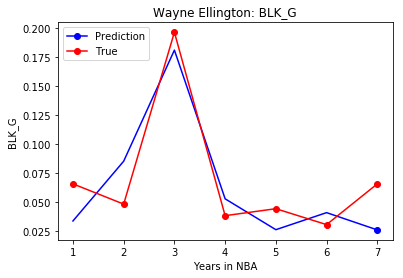 Wayne Ellington: BLK_G
Prediction
True
0.200
0.175
0.150
0.125
0.100
0.075
0.050
0.025
BLK_G
1 2 3 4 5 6 7
Years in NBA